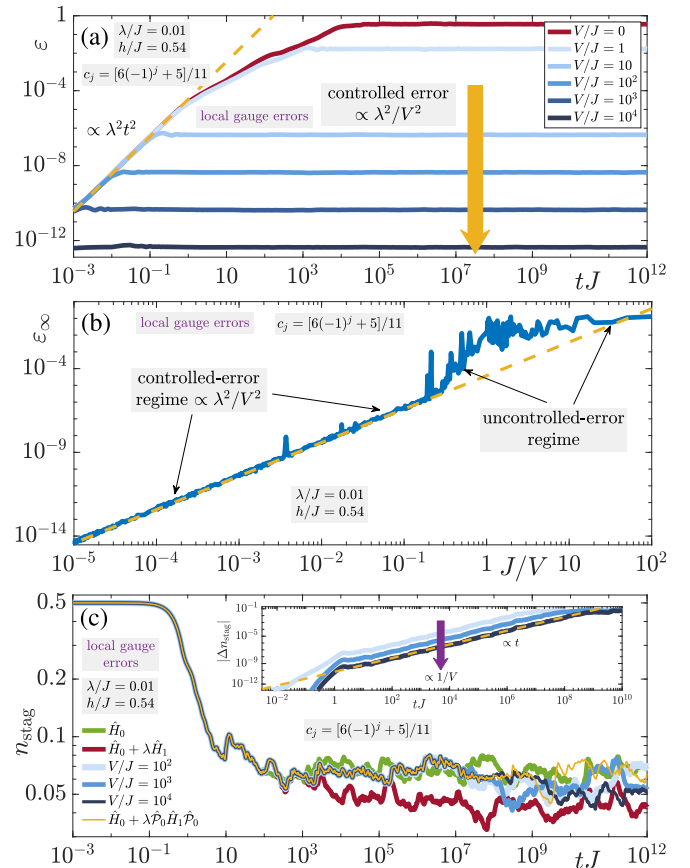 (a)
ε
1
10⁻⁴
10⁻⁸
10⁻¹²
λ/J = 0.01
h/J = 0.54
c_j = [6(−1)^j + 5]/11
∝ λ²t²
local gauge errors
controlled error
∝ λ²/V²
V/J = 0
V/J = 1
V/J = 10
V/J = 10²
V/J = 10³
V/J = 10⁴
10⁻³ 10⁻¹ 10 10³ 10⁵ 10⁷ 10⁹ tJ 10¹²
(b)
ε_∞
10⁻⁴
10⁻⁹
10⁻¹⁴
local gauge errors
c_j = [6(−1)^j + 5]/11
controlled-error
regime ∝ λ²/V²
uncontrolled-error
regime
λ/J = 0.01
h/J = 0.54
10⁻⁵ 10⁻⁴ 10⁻³ 10⁻² 10⁻¹ 1 J/V 10 10²
(c)
n_stag
0.5
0.2
0.1
0.05
local gauge
errors
λ/J = 0.01
h/J = 0.54
Ĥ₀
Ĥ₀ + λĤ₁
V/J = 10²
V/J = 10³
V/J = 10⁴
Ĥ₀ + λP̂₀Ĥ₁P̂₀
c_j = [6(−1)^j + 5]/11
|Δn_stag|
10⁻¹
10⁻⁵
10⁻⁹
10⁻¹²
∝ t
∝ 1/V
10⁻² 1 10² 10⁴ 10⁶ 10⁸ 10¹⁰
tJ
10⁻³ 10⁻¹ 10 10³ 10⁵ 10⁷ 10⁹ tJ 10¹²